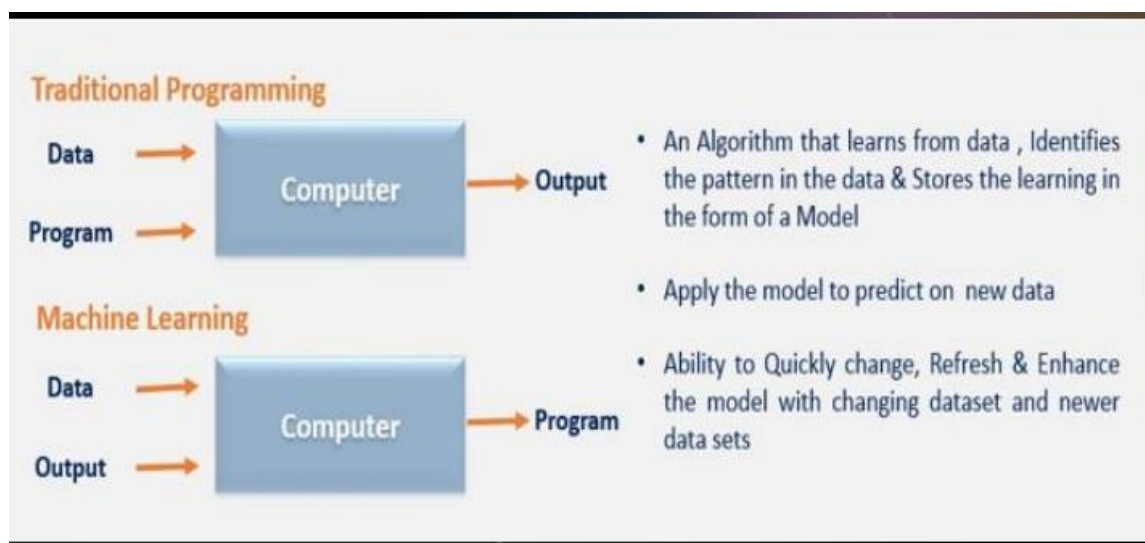 Traditional Programming
Data
Program
Computer
Output
Machine Learning
Data
Output
Computer
Program
• An Algorithm that learns from data , Identifies
the pattern in the data & Stores the learning in
the form of a Model
• Apply the model to predict on new data
• Ability to Quickly change, Refresh & Enhance
the model with changing dataset and newer
data sets